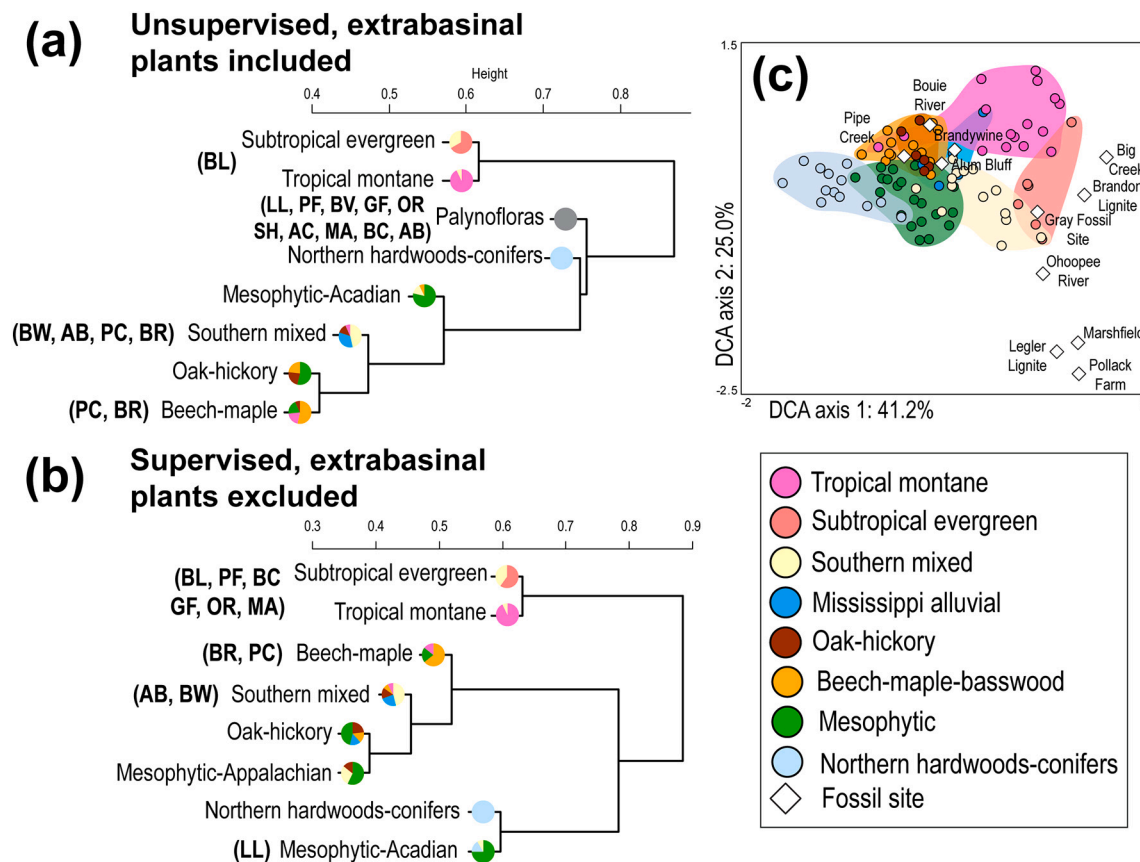 (a)
Unsupervised, extrabasinal
plants included
Height
0.4
0.5
0.6
0.7
0.8
Subtropical evergreen
(BL)
Tropical montane
(LL, PF, BV, GF, OR
SH, AC, MA, BC, AB)
Palynofloras
Northern hardwoods-conifers
Mesophytic-Acadian
(BW, AB, PC, BR)
Southern mixed
Oak-hickory
(PC, BR)
Beech-maple
(b)
Supervised, extrabasinal
plants excluded
0.3
0.4
0.5
0.6
0.7
0.8
0.9
(BL, PF, BC
GF, OR, MA)
Subtropical evergreen
Tropical montane
(BR, PC)
Beech-maple
(AB, BW)
Southern mixed
Oak-hickory
Mesophytic-Appalachian
Northern hardwoods-conifers
(LL)
Mesophytic-Acadian
(c)
1.5
-2.5
-2
DCA axis 2: 25.0%
DCA axis 1: 41.2%
Bouie
River
Pipe
Creek
Brandywine
Alum Bluff
Big
Creek
Brandon
Lignite
Gray Fossil
Site
Ohoopee
River
Marshfield
Legler
Lignite
Pollack
Farm
Tropical montane
Subtropical evergreen
Southern mixed
Mississippi alluvial
Oak-hickory
Beech-maple-basswood
Mesophytic
Northern hardwoods-conifers
Fossil site